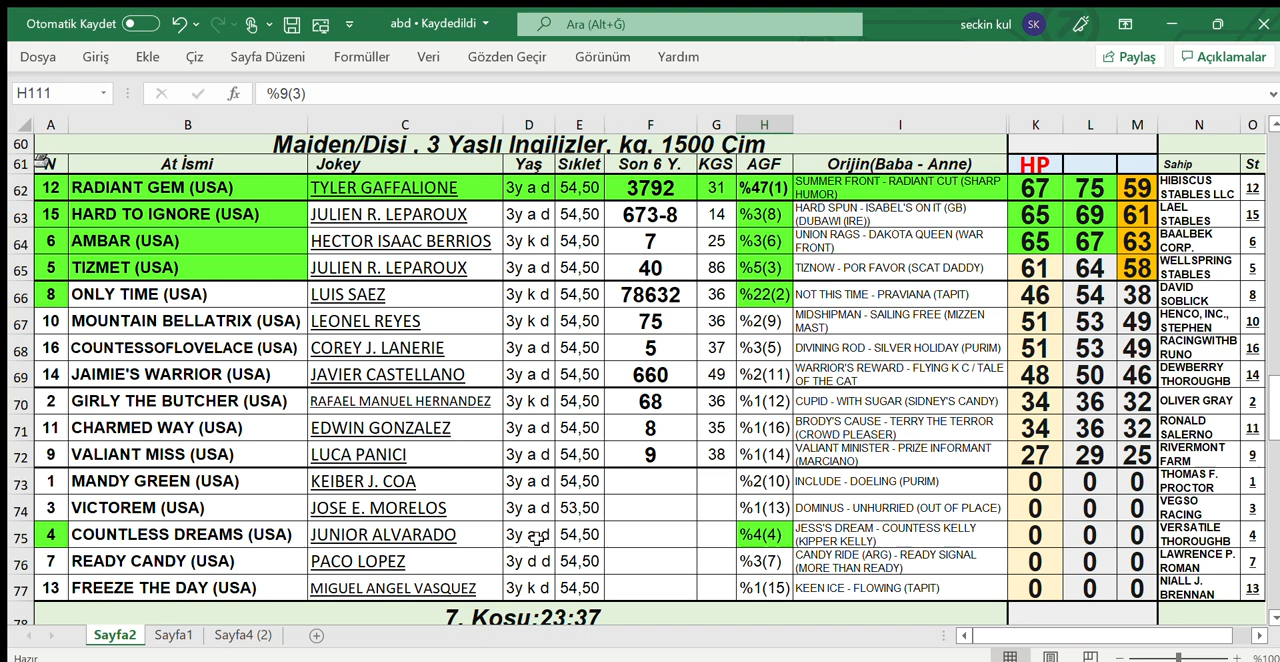 Otomatik Kaydet
abd • Kaydedildi
Ara (Alt+Ğ)
seckin kul
SK
Dosya Giriş Ekle Çiz Sayfa Düzeni Formüller Veri Gözden Geçir Görünüm Yardım
Paylaş
Açıklamalar
H111 fx %9(3)
A B C D E F G H I K L M N O
60 Maiden/Dişi , 3 Yaşlı İngilizler, kg, 1500 Çim
61 N At İsmi Jokey Yaş Sıklet Son 6 Y. KGS AGF Orijin(Baba - Anne) HP Sahip St
62 12 RADIANT GEM (USA) TYLER GAFFALIONE 3y a d 54,50 3792 31 %47(1) SUMMER FRONT - RADIANT CUT (SHARP HUMOR) 67 75 59 HIBISCUS STABLES LLC 12
63 15 HARD TO IGNORE (USA) JULIEN R. LEPAROUX 3y a d 54,50 673-8 14 %3(8) HARD SPUN - ISABEL'S ON IT (GB) (DUBAWI (IRE)) 65 69 61 LAEL STABLES 15
64 6 AMBAR (USA) HECTOR ISAAC BERRIOS 3y k d 54,50 7 25 %3(6) UNION RAGS - DAKOTA QUEEN (WAR FRONT) 65 67 63 BAALBEK CORP. 6
65 5 TIZMET (USA) JULIEN R. LEPAROUX 3y a d 54,50 40 86 %5(3) TIZNOW - POR FAVOR (SCAT DADDY) 61 64 58 WELLSPRING STABLES 5
66 8 ONLY TIME (USA) LUIS SAEZ 3y k d 54,50 78632 36 %22(2) NOT THIS TIME - PRAVIANA (TAPIT) 46 54 38 DAVID SOBLICK 8
67 10 MOUNTAIN BELLATRIX (USA) LEONEL REYES 3y k d 54,50 75 36 %2(9) MIDSHIPMAN - SAILING FREE (MIZZEN MAST) 51 53 49 HENCO, INC., STEPHEN 10
68 16 COUNTESSOFLOVELACE (USA) COREY J. LANERIE 3y k d 54,50 5 37 %3(5) DIVINING ROD - SILVER HOLIDAY (PURIM) 51 53 49 RACINGWITHB RUNO 16
69 14 JAIMIE'S WARRIOR (USA) JAVIER CASTELLANO 3y a d 54,50 660 49 %2(11) WARRIOR'S REWARD - FLYING K C / TALE OF THE CAT 48 50 46 DEWBERRY THOROUGHB 14
70 2 GIRLY THE BUTCHER (USA) RAFAEL MANUEL HERNANDEZ 3y k d 54,50 68 36 %1(12) CUPID - WITH SUGAR (SIDNEY'S CANDY) 34 36 32 OLIVER GRAY 2
71 11 CHARMED WAY (USA) EDWIN GONZALEZ 3y a d 54,50 8 35 %1(16) BRODY'S CAUSE - TERRY THE TERROR (CROWD PLEASER) 34 36 32 RONALD SALERNO 11
72 9 VALIANT MISS (USA) LUCA PANICI 3y a d 54,50 9 38 %1(14) VALIANT MINISTER - PRIZE INFORMANT (MARCIANO) 27 29 25 RIVERMONT FARM 9
73 1 MANDY GREEN (USA) KEIBER J. COA 3y a d 54,50 %2(10) INCLUDE - DOELING (PURIM) 0 0 0 THOMAS F. PROCTOR 1
74 3 VICTOREM (USA) JOSE E. MORELOS 3y a d 53,50 %1(13) DOMINUS - UNHURRIED (OUT OF PLACE) 0 0 0 VEGSO RACING 3
75 4 COUNTLESS DREAMS (USA) JUNIOR ALVARADO 3y a d 54,50 %4(4) JESS'S DREAM - COUNTESS KELLY (KIPPER KELLY) 0 0 0 VERSATILE THOROUGHB 4
76 7 READY CANDY (USA) PACO LOPEZ 3y d d 54,50 %3(7) CANDY RIDE (ARG) - READY SIGNAL (MORE THAN READY) 0 0 0 LAWRENCE P. ROMAN 7
77 13 FREEZE THE DAY (USA) MIGUEL ANGEL VASQUEZ 3y k d 54,50 %1(15) KEEN ICE - FLOWING (TAPIT) 0 0 0 NIALL J. BRENNAN 13
78 7. Koşu:23:37
Sayfa2 Sayfa1 Sayfa4 (2)
Hazır %100